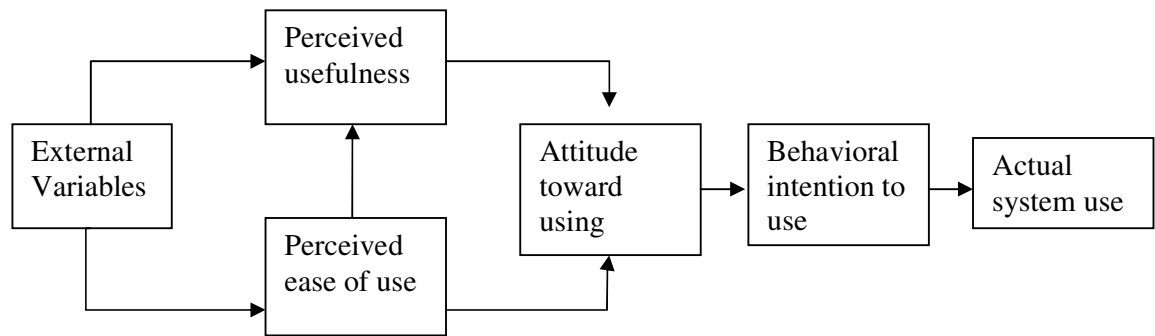 External
Variables
Perceived
usefulness
Perceived
ease of use
Attitude
toward
using
Behavioral
intention to
use
Actual
system use